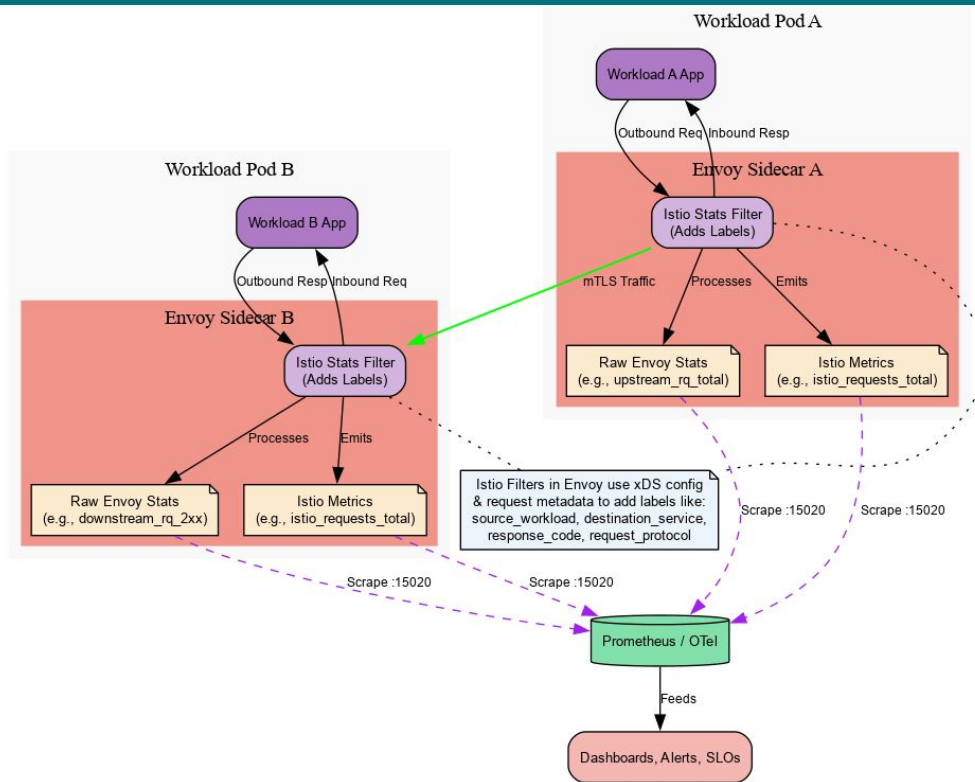 Workload Pod A
Workload A App
Outbound Req
Inbound Resp
Envoy Sidecar A
Istio Stats Filter
(Adds Labels)
Workload Pod B
Workload B App
Outbound Resp
Inbound Req
mTLS Traffic
Processes
Emits
Envoy Sidecar B
Istio Stats Filter
(Adds Labels)
Raw Envoy Stats
(e.g., upstream_rq_total)
Istio Metrics
(e.g., istio_requests_total)
Processes
Emits
Raw Envoy Stats
(e.g., downstream_rq_2xx)
Istio Metrics
(e.g., istio_requests_total)
Istio Filters in Envoy use xDS config
& request metadata to add labels like:
source_workload, destination_service,
response_code, request_protocol
Scrape :15020
Scrape :15020
Scrape :15020
Scrape :15020
Prometheus / OTel
Feeds
Dashboards, Alerts, SLOs